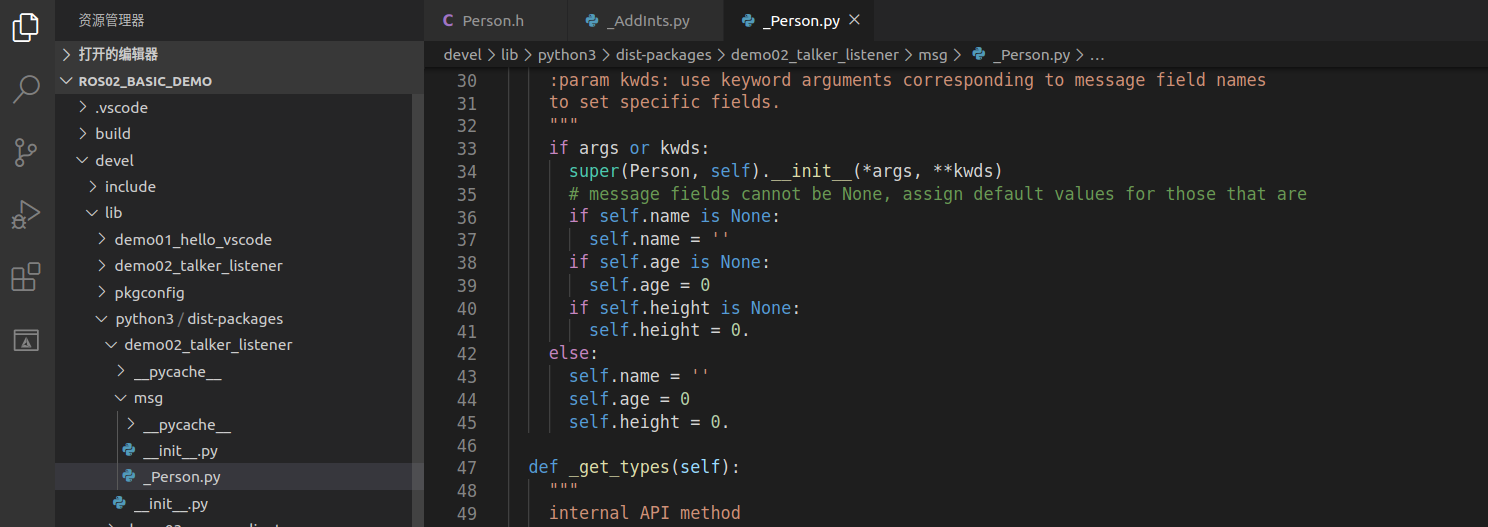 资源管理器
打开的编辑器
ROS02_BASIC_DEMO
.vscode
build
devel
include
lib
demo01_hello_vscode
demo02_talker_listener
pkgconfig
python3 / dist-packages
demo02_talker_listener
__pycache__
msg
__pycache__
__init__.py
_Person.py
__init__.py
C Person.h
_AddInts.py
_Person.py
devel > lib > python3 > dist-packages > demo02_talker_listener > msg > _Person.py > ...
30 :param kwds: use keyword arguments corresponding to message field names
31 to set specific fields.
32 """
33 if args or kwds:
34 super(Person, self).__init__(*args, **kwds)
35 # message fields cannot be None, assign default values for those that are
36 if self.name is None:
37 self.name = ''
38 if self.age is None:
39 self.age = 0
40 if self.height is None:
41 self.height = 0.
42 else:
43 self.name = ''
44 self.age = 0
45 self.height = 0.
46
47 def _get_types(self):
48 """
49 internal API method